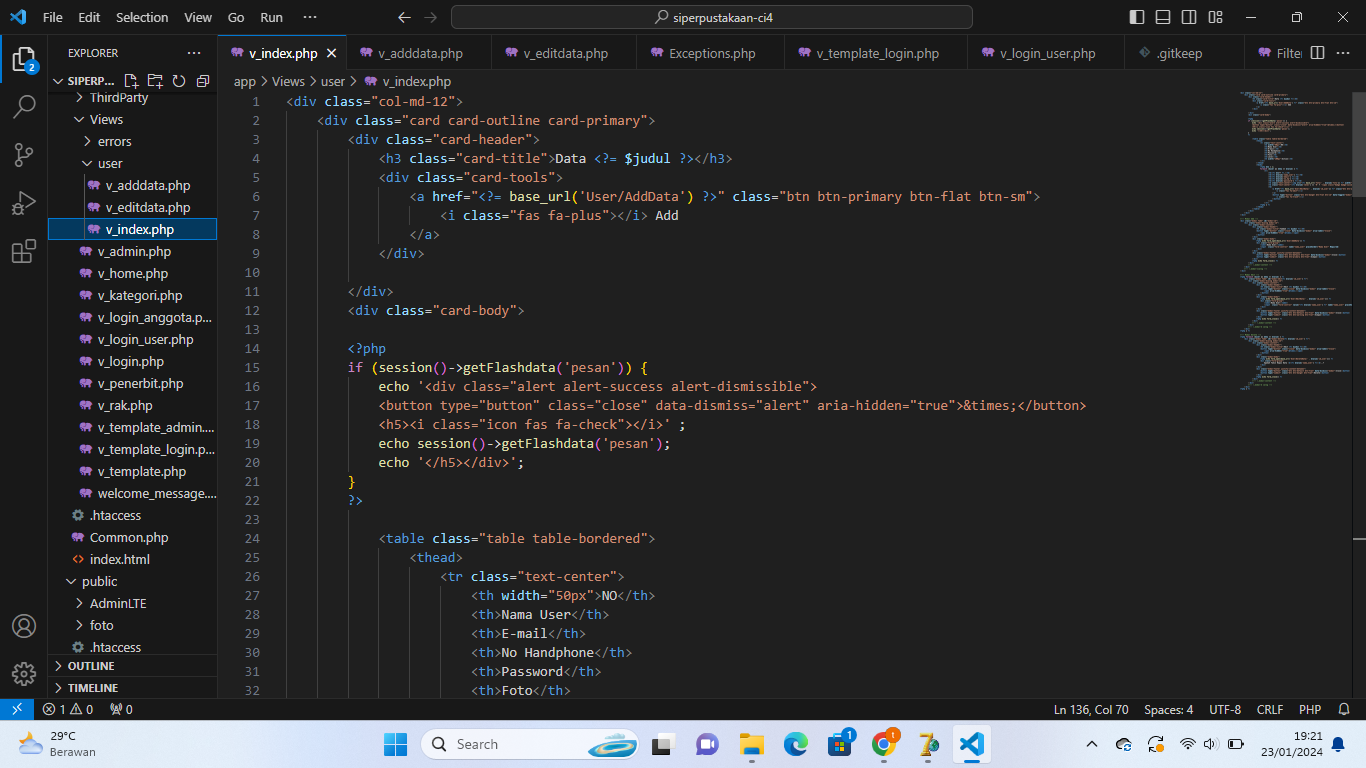 File Edit Selection View Go Run ··· siperpustakaan-ci4
EXPLORER ···
v_index.php v_adddata.php v_editdata.php Exceptions.php v_template_login.php v_login_user.php .gitkeep Filter ···
SIPERP...
app > Views > user > v_index.php
ThirdParty
Views
errors
user
v_adddata.php
v_editdata.php
v_index.php
v_admin.php
v_home.php
v_kategori.php
v_login_anggota.p...
v_login_user.php
v_login.php
v_penerbit.php
v_rak.php
v_template_admin....
v_template_login.p...
v_template.php
welcome_message....
.htaccess
Common.php
index.html
public
AdminLTE
foto
.htaccess
OUTLINE
TIMELINE
2
1 <div class="col-md-12">
2 <div class="card card-outline card-primary">
3 <div class="card-header">
4 <h3 class="card-title">Data <?= $judul ?></h3>
5 <div class="card-tools">
6 <a href="<?= base_url('User/AddData') ?>" class="btn btn-primary btn-flat btn-sm">
7 <i class="fas fa-plus"></i> Add
8 </a>
9 </div>
10
11 </div>
12 <div class="card-body">
13
14 <?php
15 if (session()->getFlashdata('pesan')) {
16 echo '<div class="alert alert-success alert-dismissible">
17 <button type="button" class="close" data-dismiss="alert" aria-hidden="true">&times;</button>
18 <h5><i class="icon fas fa-check"></i>' ;
19 echo session()->getFlashdata('pesan');
20 echo '</h5></div>';
21 }
22 ?>
23
24 <table class="table table-bordered">
25 <thead>
26 <tr class="text-center">
27 <th width="50px">NO</th>
28 <th>Nama User</th>
29 <th>E-mail</th>
30 <th>No Handphone</th>
31 <th>Password</th>
32 <th>Foto</th>
1 0 0 Ln 136, Col 70 Spaces: 4 UTF-8 CRLF PHP
29°C
Berawan
Search
1
t
19:21
23/01/2024